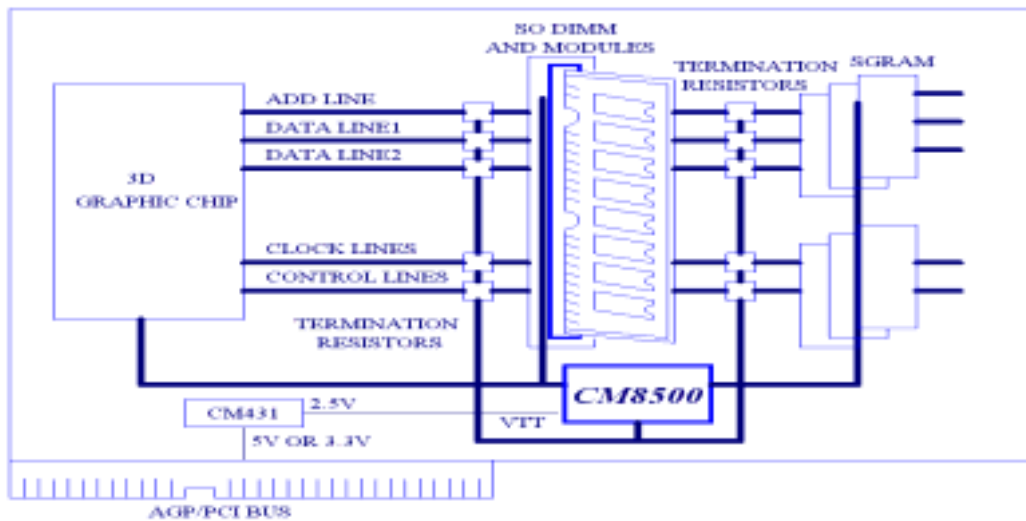 SO DIMM
AND MODULES
TERMINATION
RESISTORS
SGRAM
ADD LINE
DATA LINE1
DATA LINE2
3D
GRAPHIC CHIP
CLOCK LINES
CONTROL LINES
TERMINATION
RESISTORS
CM8500
CM431
2.5V
VTT
5V OR 3.3V
AGP/PCI BUS